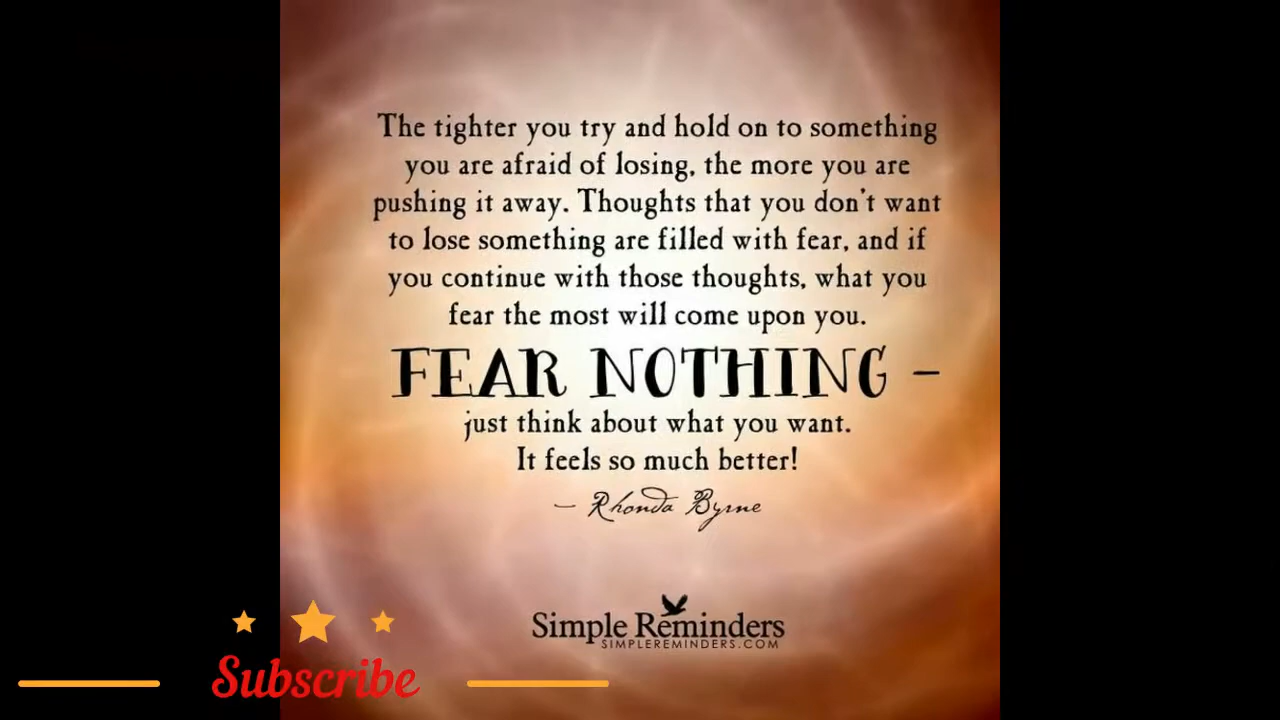 The tighter you try and hold on to something
you are afraid of losing, the more you are
pushing it away. Thoughts that you don't want
to lose something are filled with fear, and if
you continue with those thoughts, what you
fear the most will come upon you.
FEAR NOTHING –
just think about what you want.
It feels so much better!
— Rhonda Byrne
Simple Reminders
SIMPLEREMINDERS.COM
Subscribe